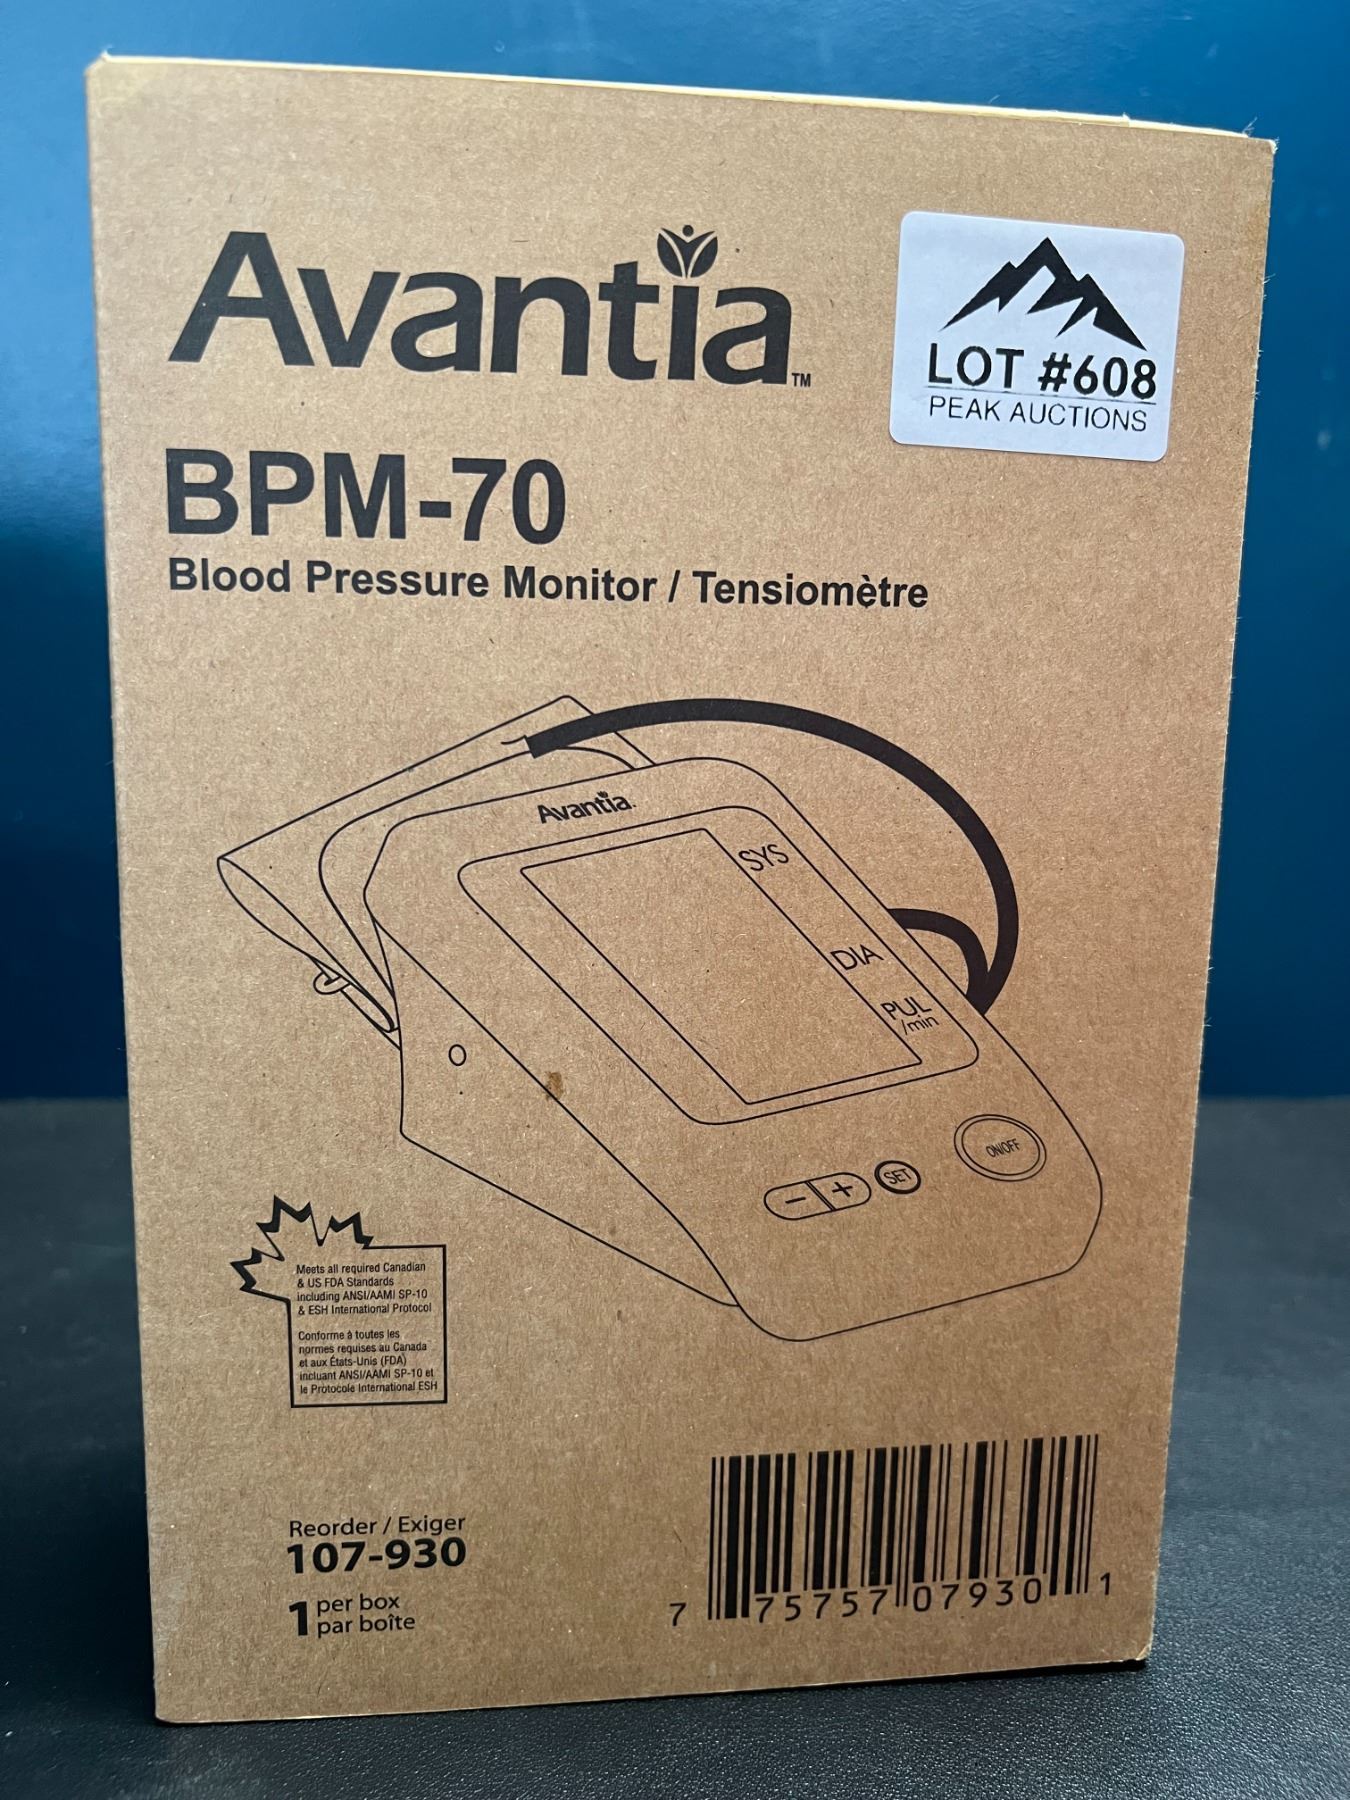 Avantia™
LOT #608
PEAK AUCTIONS
BPM-70
Blood Pressure Monitor / Tensiomètre
Avantia
SYS
DIA
PUL
/min
ON/OFF
- + SET
Meets all required Canadian
& US FDA Standards
including ANSI/AAMI SP-10
& ESH International Protocol
Conforme à toutes les
normes requises au Canada
et aux États-Unis (FDA)
incluant ANSI/AAMI SP-10 et
le Protocole International ESH
Reorder / Exiger
107-930
1 per box
par boîte
7 75757 07930 1